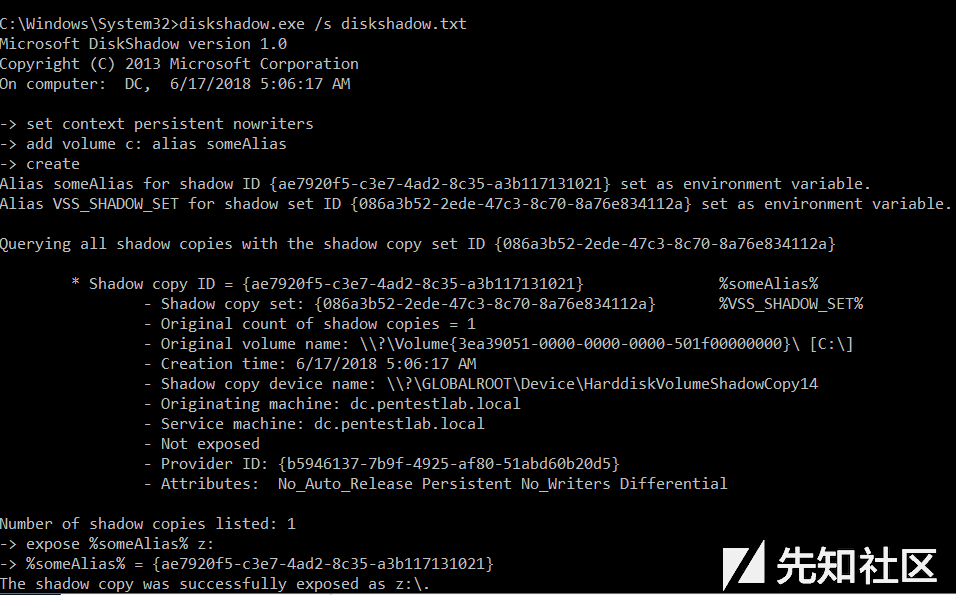 C:\Windows\System32>diskshadow.exe /s diskshadow.txt
Microsoft DiskShadow version 1.0
Copyright (C) 2013 Microsoft Corporation
On computer:  DC,  6/17/2018 5:06:17 AM
-> set context persistent nowriters
-> add volume c: alias someAlias
-> create
Alias someAlias for shadow ID {ae7920f5-c3e7-4ad2-8c35-a3b117131021} set as environment variable.
Alias VSS_SHADOW_SET for shadow set ID {086a3b52-2ede-47c3-8c70-8a76e834112a} set as environment variable.
Querying all shadow copies with the shadow copy set ID {086a3b52-2ede-47c3-8c70-8a76e834112a}
* Shadow copy ID = {ae7920f5-c3e7-4ad2-8c35-a3b117131021} %someAlias%
- Shadow copy set: {086a3b52-2ede-47c3-8c70-8a76e834112a} %VSS_SHADOW_SET%
- Original count of shadow copies = 1
- Original volume name: \\?\Volume{3ea39051-0000-0000-0000-501f00000000}\ [C:\]
- Creation time: 6/17/2018 5:06:17 AM
- Shadow copy device name: \\?\GLOBALROOT\Device\HarddiskVolumeShadowCopy14
- Originating machine: dc.pentestlab.local
- Service machine: dc.pentestlab.local
- Not exposed
- Provider ID: {b5946137-7b9f-4925-af80-51abd60b20d5}
- Attributes:  No_Auto_Release Persistent No_Writers Differential
Number of shadow copies listed: 1
-> expose %someAlias% z:
-> %someAlias% = {ae7920f5-c3e7-4ad2-8c35-a3b117131021}
The shadow copy was successfully exposed as z:\.
先知社区